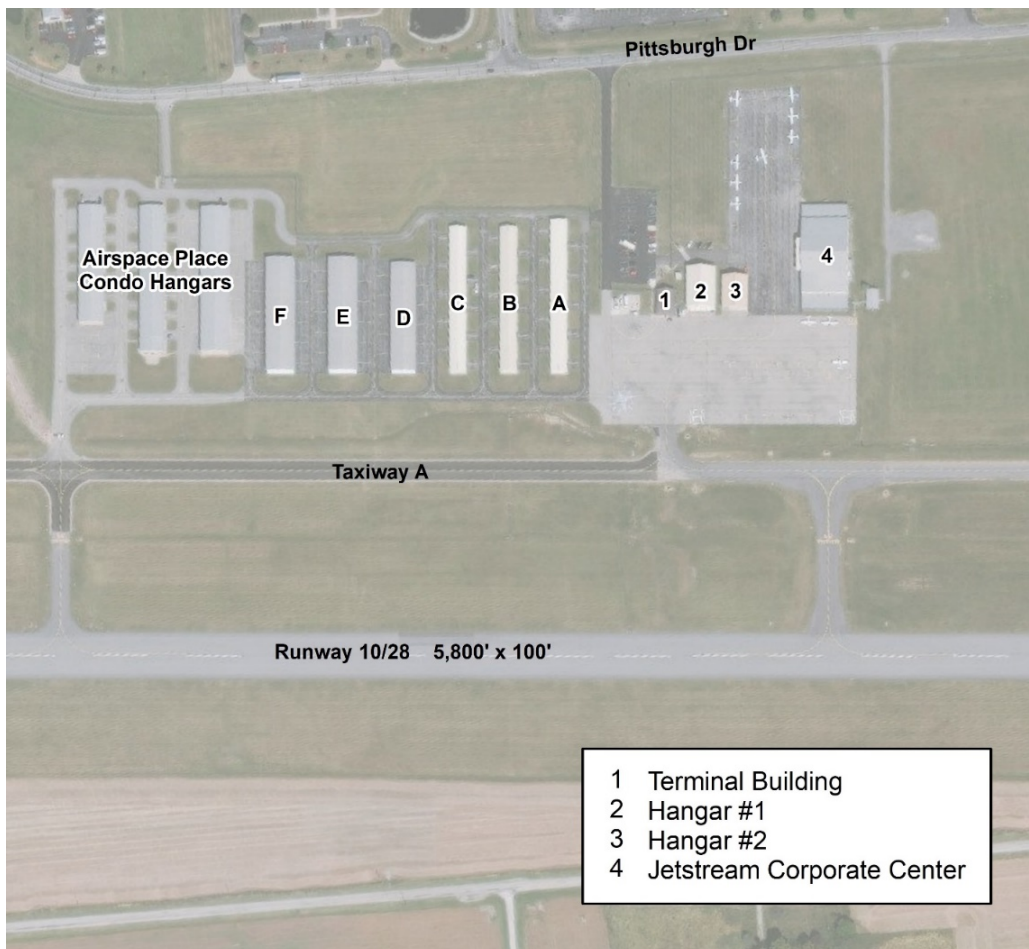 Pittsburgh Dr
Airspace Place
Condo Hangars
F
E
D
C
B
A
1
2
3
4
Taxiway A
Runway 10/28 5,800' x 100'
1 Terminal Building
2 Hangar #1
3 Hangar #2
4 Jetstream Corporate Center